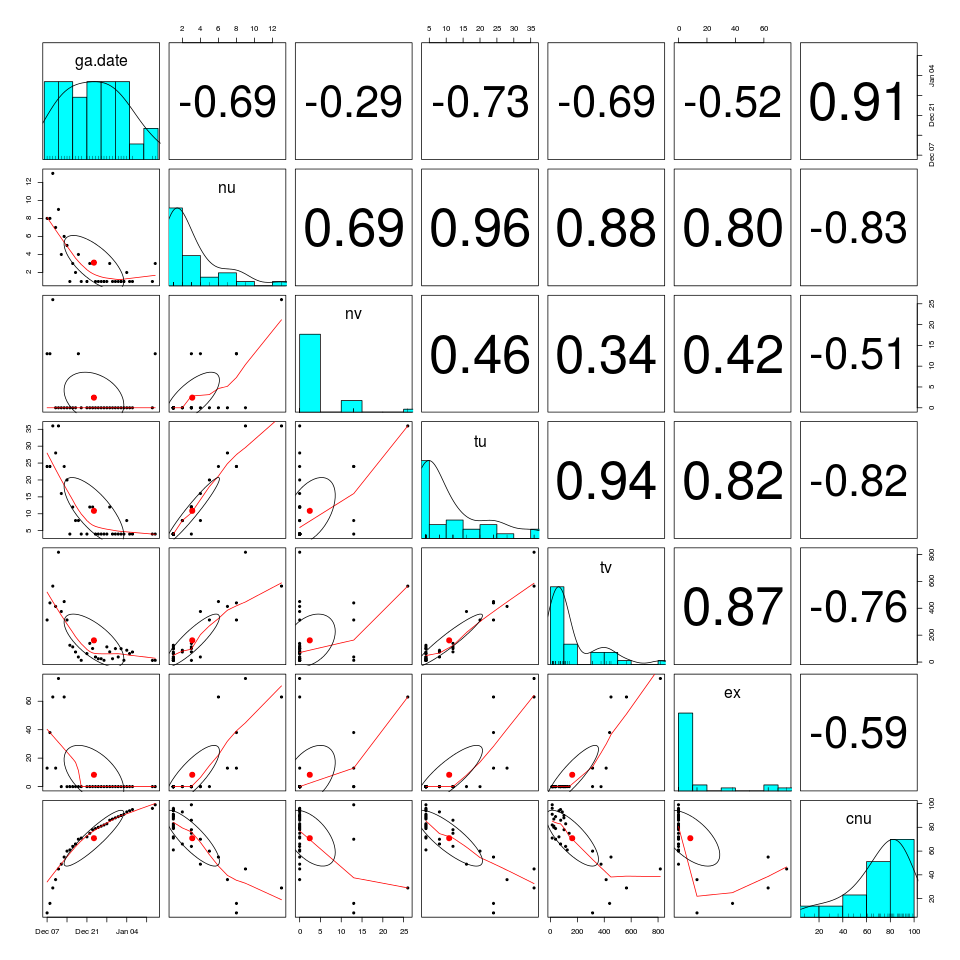 2 4 6 8 10 12 5 10 15 20 25 30 35 0 20 40 60
ga.date -0.69 -0.29 -0.73 -0.69 -0.52 0.91 Dec 07 Dec 21 Jan 04
2 4 6 8 10 12 nu 0.69 0.96 0.88 0.80 -0.83
nv 0.46 0.34 0.42 -0.51 0 5 10 15 20 25
5 10 15 20 25 30 35 tu 0.94 0.82 -0.82
tv 0.87 -0.76 0 200 400 600 800
0 20 40 60 ex -0.59
cnu 20 40 60 80 100
Dec 07 Dec 21 Jan 04 0 5 10 15 20 25 0 200 400 600 800 20 40 60 80 100